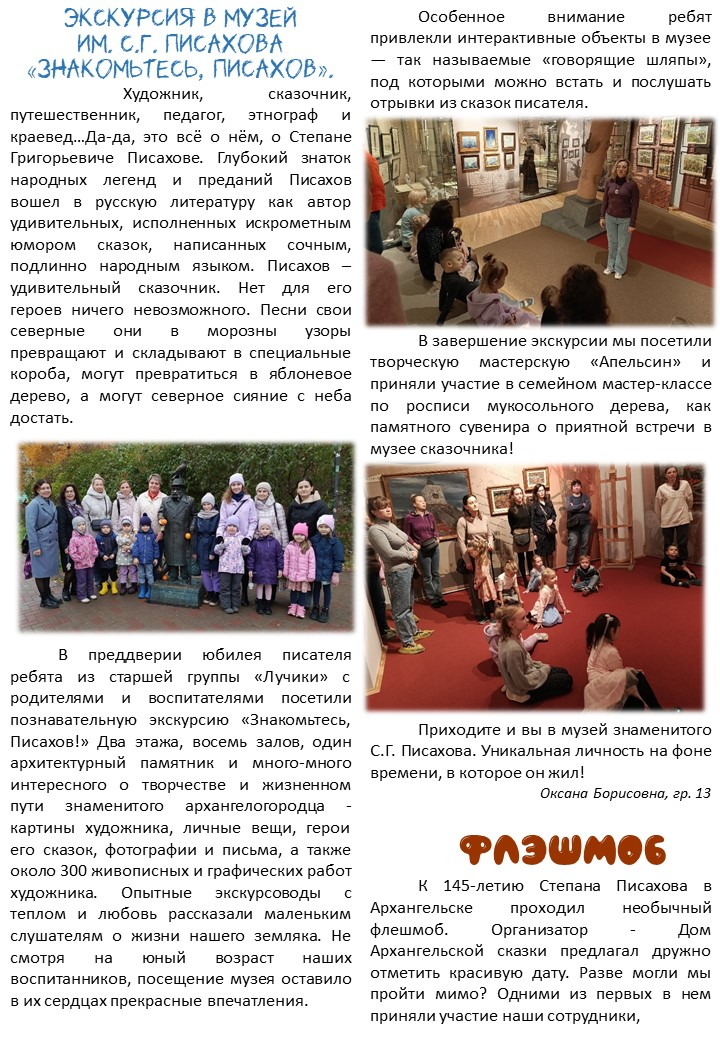 ЭКСКУРСИЯ В МУЗЕЙ
ИМ. С.Г. ПИСАХОВА
«ЗНАКОМЬТЕСЬ, ПИСАХОВ».
Художник, сказочник,
путешественник, педагог, этнограф и
краевед…Да-да, это всё о нём, о Степане
Григорьевиче Писахове. Глубокий знаток
народных легенд и преданий Писахов
вошел в русскую литературу как автор
удивительных, исполненных искрометным
юмором сказок, написанных сочным,
подлинно народным языком. Писахов –
удивительный сказочник. Нет для его
героев ничего невозможного. Песни свои
северные они в морозны узоры
превращают и складывают в специальные
короба, могут превратиться в яблоневое
дерево, а могут северное сияние с неба
достать.
В преддверии юбилея писателя
ребята из старшей группы «Лучики» с
родителями и воспитателями посетили
познавательную экскурсию «Знакомьтесь,
Писахов!» Два этажа, восемь залов, один
архитектурный памятник и много-много
интересного о творчестве и жизненном
пути знаменитого архангелогородца -
картины художника, личные вещи, герои
его сказок, фотографии и письма, а также
около 300 живописных и графических работ
художника. Опытные экскурсоводы с
теплом и любовь рассказали маленьким
слушателям о жизни нашего земляка. Не
смотря на юный возраст наших
воспитанников, посещение музея оставило
в их сердцах прекрасные впечатления.
Особенное внимание ребят
привлекли интерактивные объекты в музее
— так называемые «говорящие шляпы»,
под которыми можно встать и послушать
отрывки из сказок писателя.
В завершение экскурсии мы посетили
творческую мастерскую «Апельсин» и
приняли участие в семейном мастер-классе
по росписи мукосольного дерева, как
памятного сувенира о приятной встречи в
музее сказочника!
Приходите и вы в музей знаменитого
С.Г. Писахова. Уникальная личность на фоне
времени, в которое он жил!
Оксана Борисовна, гр. 13
ФЛЭШМОБ
К 145-летию Степана Писахова в
Архангельске проходил необычный
флешмоб. Организатор - Дом
Архангельской сказки предлагал дружно
отметить красивую дату. Разве могли мы
пройти мимо? Одними из первых в нем
приняли участие наши сотрудники,